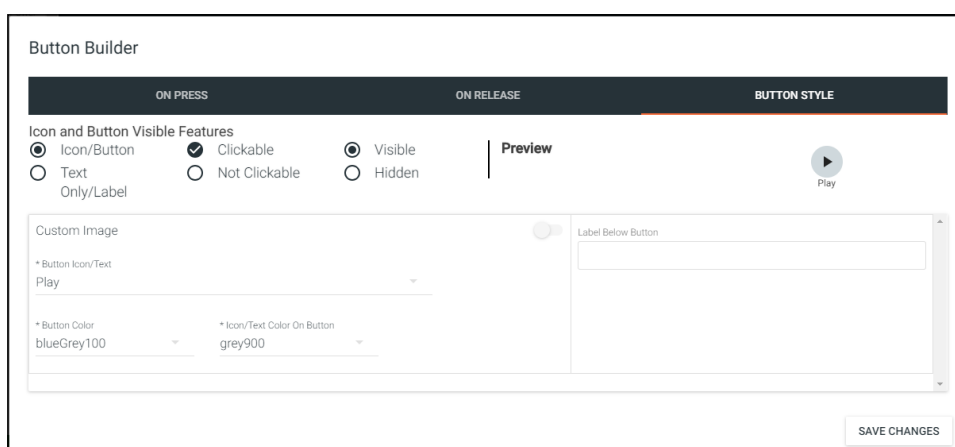 Button Builder
ON PRESS ON RELEASE BUTTON STYLE
Icon and Button Visible Features
Icon/Button Clickable Visible Preview
Text Only/Label Not Clickable Hidden
Play
Custom Image
Label Below Button
* Button Icon/Text
Play
* Button Color * Icon/Text Color On Button
blueGrey100 grey900
SAVE CHANGES